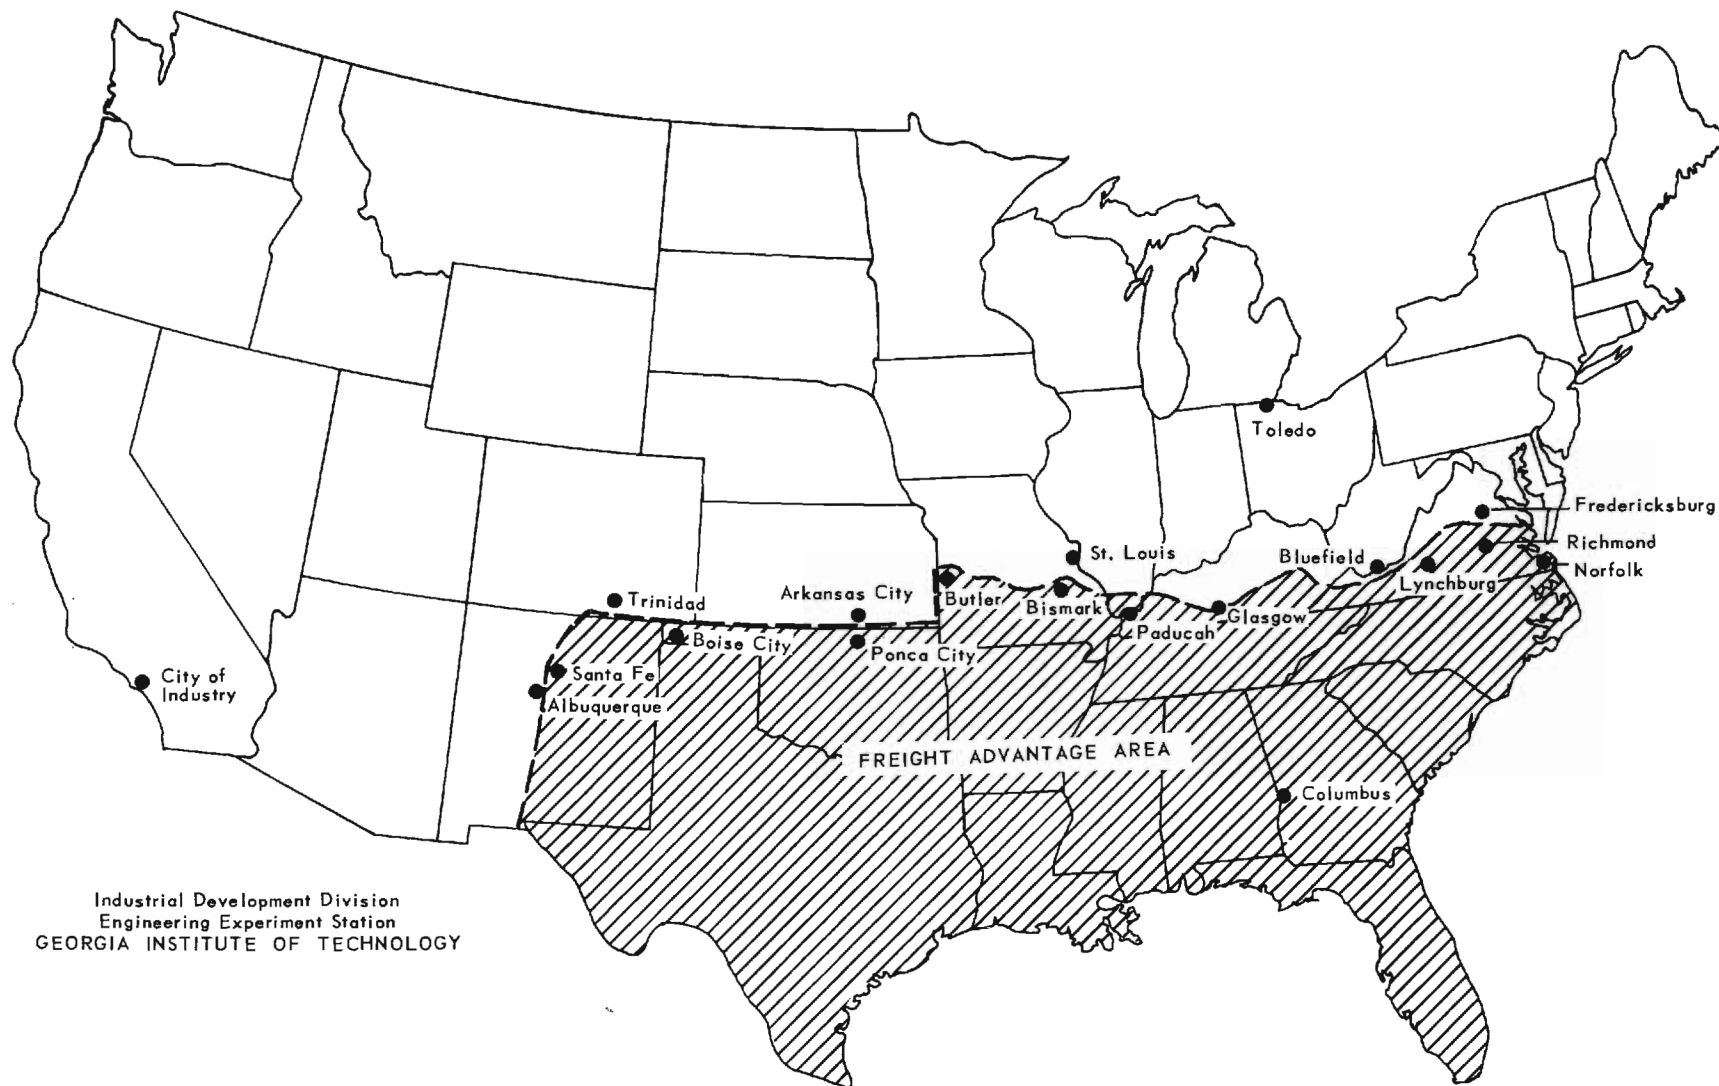 Toledo
Fredericksburg
Richmond
Norfolk
St. Louis
Bluefield
Lynchburg
Trinidad
Arkansas City
Butler
Bismark
Paducah
Glasgow
Boise City
Ponca City
Santa Fe
Albuquerque
City of
Industry
FREIGHT ADVANTAGE AREA
Columbus
Industrial Development Division
Engineering Experiment Station
GEORGIA INSTITUTE OF TECHNOLOGY